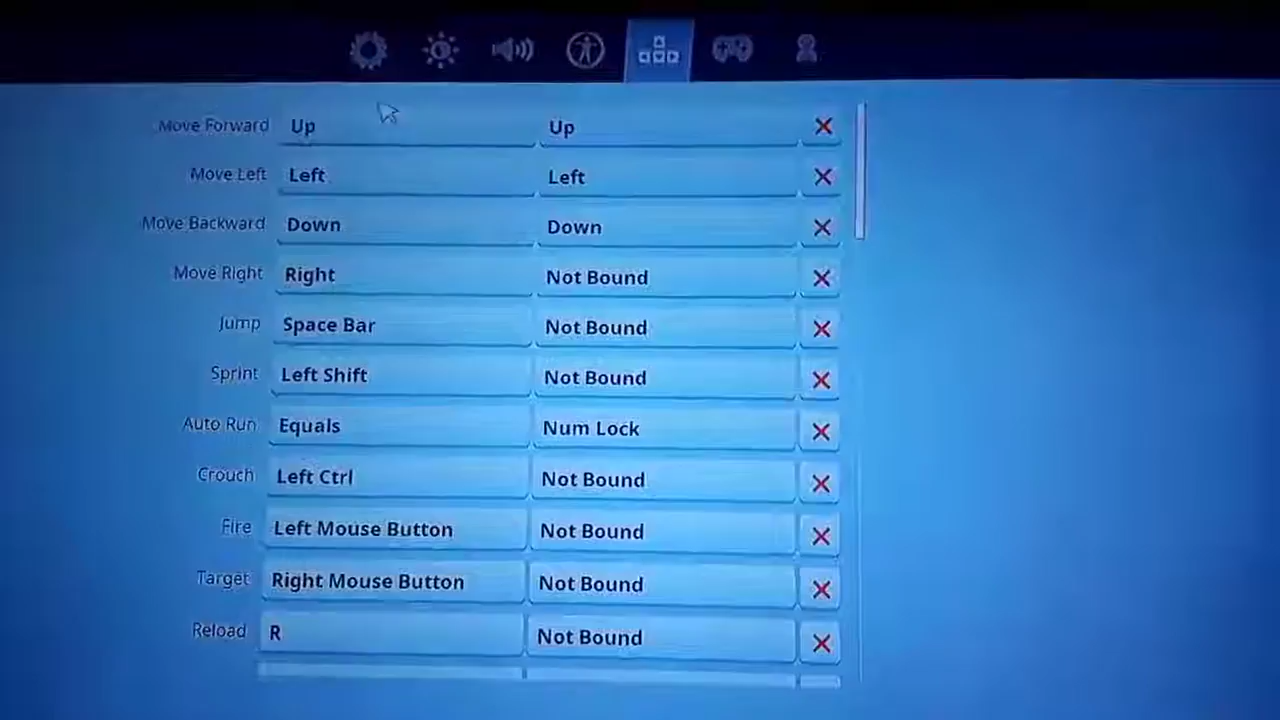 Move Forward Up Up
Move Left Left Left
Move Backward Down Down
Move Right Right Not Bound
Jump Space Bar Not Bound
Sprint Left Shift Not Bound
Auto Run Equals Num Lock
Crouch Left Ctrl Not Bound
Fire Left Mouse Button Not Bound
Target Right Mouse Button Not Bound
Reload R Not Bound